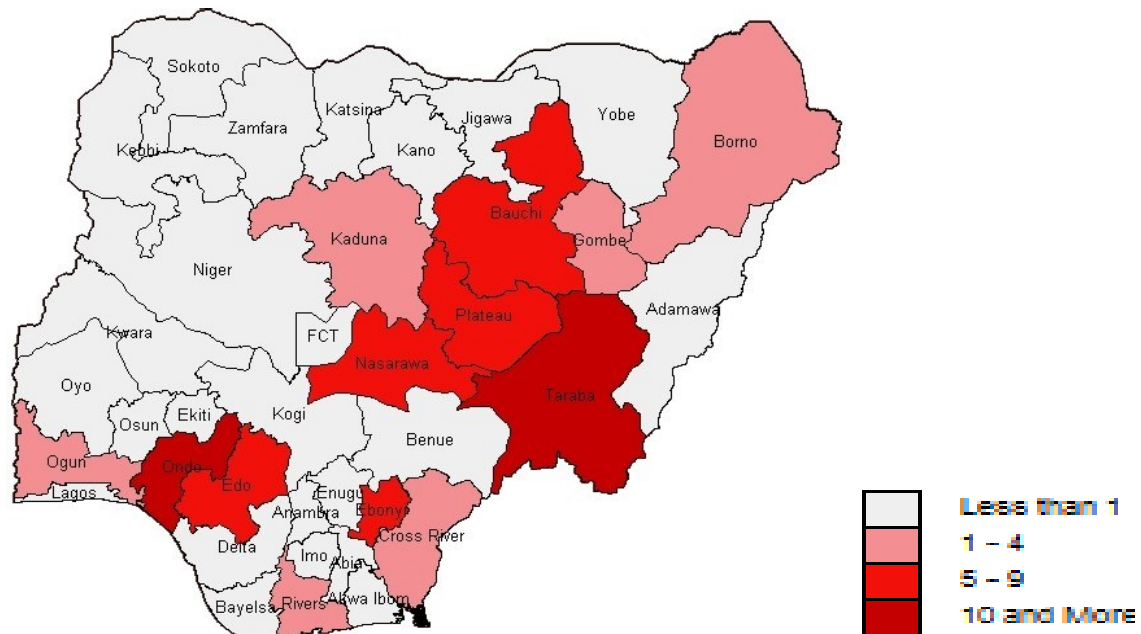 Sokoto
Katsina
Jigawa
Yobe
Zamfara
Borno
Kebbi
Kano
Bauchi
Kaduna
Gombe
Niger
Adamawa
Plateau
Kwara
FCT
Nasarawa
Oyo
Taraba
Ekiti
Kogi
Osun
Benue
Ogun
Ondo
Edo
Lagos
Enugu
Anambra
Ebonyi
Cross River
Delta
Imo
Abia
Bayelsa
Rivers
Akwa Ibom
Less than 1
1 – 4
5 – 9
10 and More